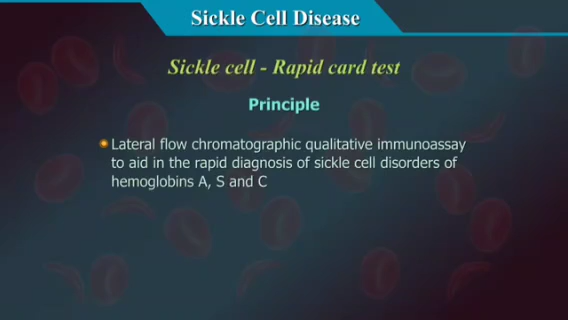 Sickle Cell Disease
Sickle cell - Rapid card test
Principle
Lateral flow chromatographic qualitative immunoassay
to aid in the rapid diagnosis of sickle cell disorders of
hemoglobins A, S and C